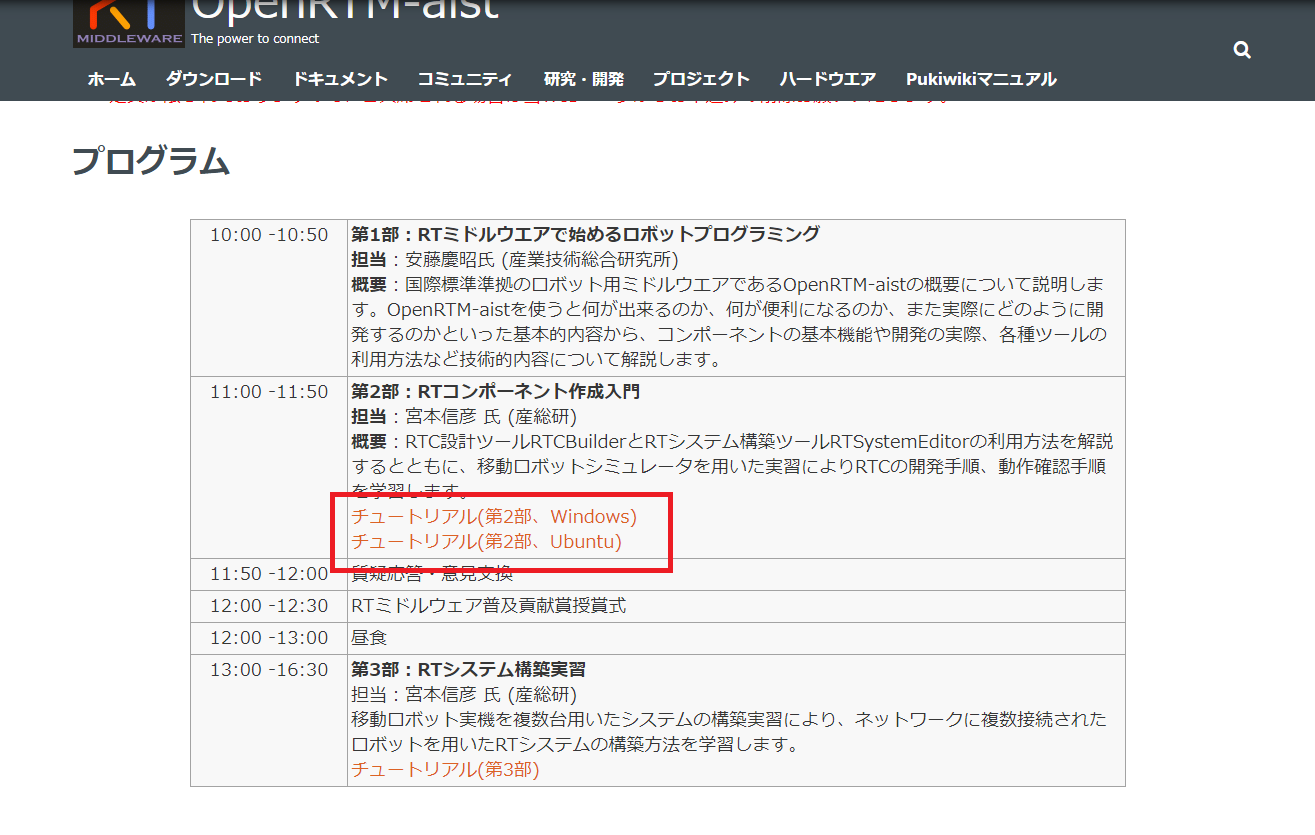 OpenRTM-aist
MIDDLEWARE
The power to connect
ホーム ダウンロード ドキュメント コミュニティ 研究・開発 プロジェクト ハードウエア Pukiwikiマニュアル
プログラム
10:00 -10:50 第1部：RTミドルウエアで始めるロボットプログラミング
担当：安藤慶昭氏 (産業技術総合研究所)
概要：国際標準準拠のロボット用ミドルウエアであるOpenRTM-aistの概要について説明しま
す。OpenRTM-aistを使うと何が出来るのか、何が便利になるのか、また実際にどのように開
発するのかといった基本的内容から、コンポーネントの基本機能や開発の実際、各種ツールの
利用方法など技術的内容について解説します。
11:00 -11:50 第2部：RTコンポーネント作成入門
担当：宮本信彦 氏 (産総研)
概要：RTC設計ツールRTCBuilderとRTシステム構築ツールRTSystemEditorの利用方法を解説
するとともに、移動ロボットシミュレータを用いた実習によりRTCの開発手順、動作確認手順
を学習します。
チュートリアル(第2部、Windows)
チュートリアル(第2部、Ubuntu)
11:50 -12:00 質疑応答・意見交換
12:00 -12:30 RTミドルウェア普及貢献賞授賞式
12:00 -13:00 昼食
13:00 -16:30 第3部：RTシステム構築実習
担当：宮本信彦 氏 (産総研)
移動ロボット実機を複数台用いたシステムの構築実習により、ネットワークに複数接続された
ロボットを用いたRTシステムの構築方法を学習します。
チュートリアル(第3部)